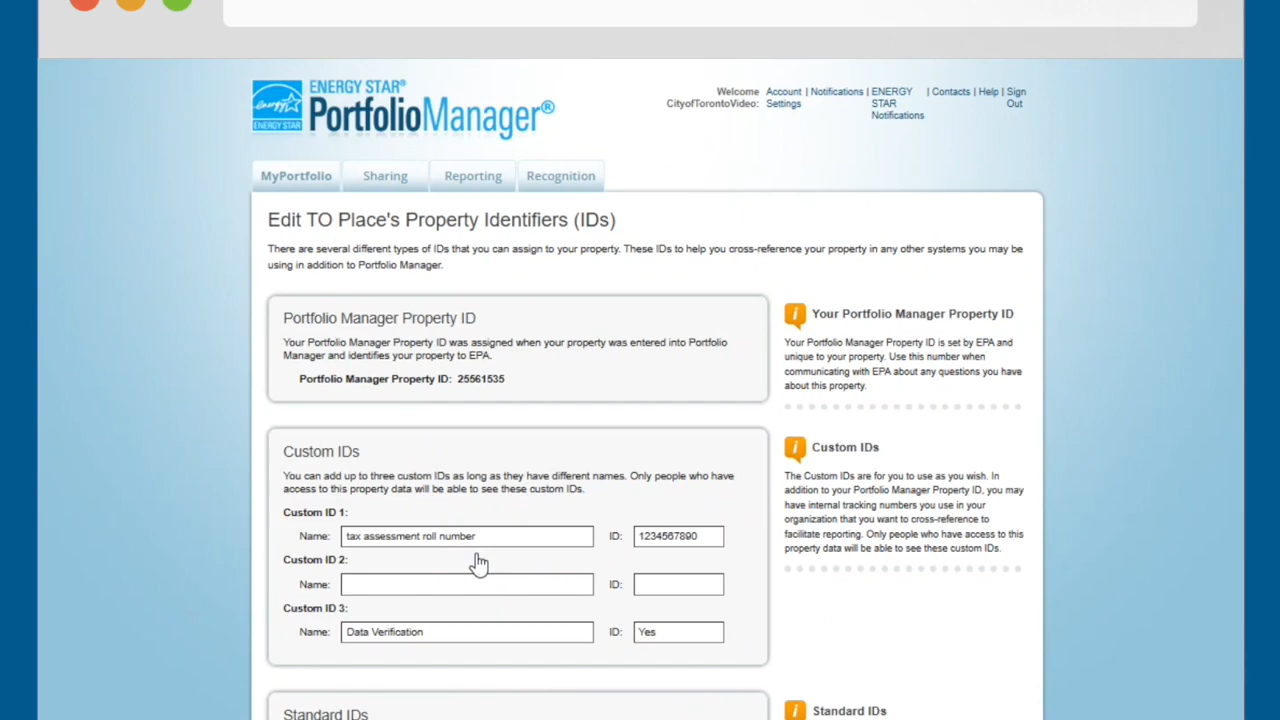 ENERGY STAR®
PortfolioManager®
energy
ENERGY STAR
Welcome
CityofTorontoVideo:
Account Settings | Notifications | ENERGY STAR Notifications | Contacts | Help | Sign Out
MyPortfolio
Sharing
Reporting
Recognition
Edit TO Place's Property Identifiers (IDs)
There are several different types of IDs that you can assign to your property. These IDs to help you cross-reference your property in any other systems you may be
using in addition to Portfolio Manager.
Portfolio Manager Property ID
Your Portfolio Manager Property ID was assigned when your property was entered into Portfolio
Manager and identifies your property to EPA.
Portfolio Manager Property ID: 25561535
Your Portfolio Manager Property ID
Your Portfolio Manager Property ID is set by EPA and
unique to your property. Use this number when
communicating with EPA about any questions you have
about this property.
Custom IDs
You can add up to three custom IDs as long as they have different names. Only people who have
access to this property data will be able to see these custom IDs.
Custom ID 1:
Name: tax assessment roll number ID: 1234567890
Custom ID 2:
Name: ID:
Custom ID 3:
Name: Data Verification ID: Yes
Custom IDs
The Custom IDs are for you to use as you wish. In
addition to your Portfolio Manager Property ID, you may
have internal tracking numbers you use in your
organization that you want to cross-reference to
facilitate reporting. Only people who have access to this
property data will be able to see these custom IDs.
Standard IDs
Standard IDs